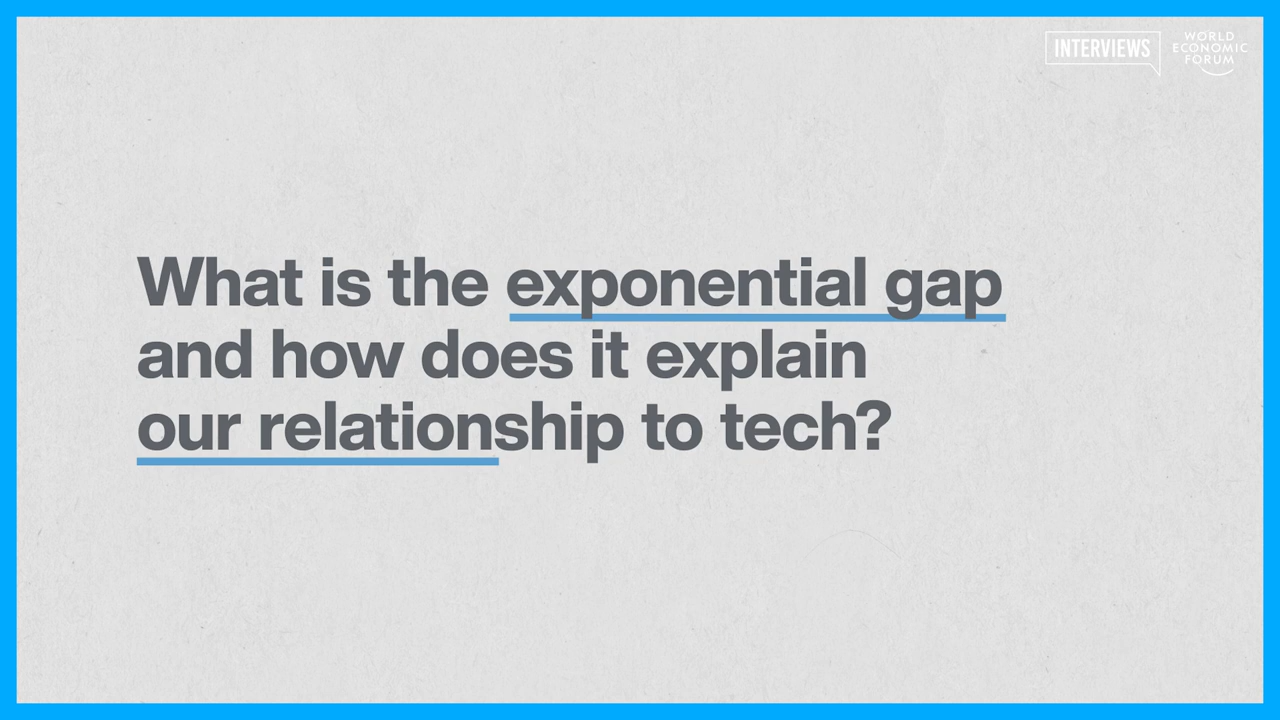 INTERVIEWS
WORLD
ECONOMIC
FORUM
What is the exponential gap
and how does it explain
our relationship to tech?